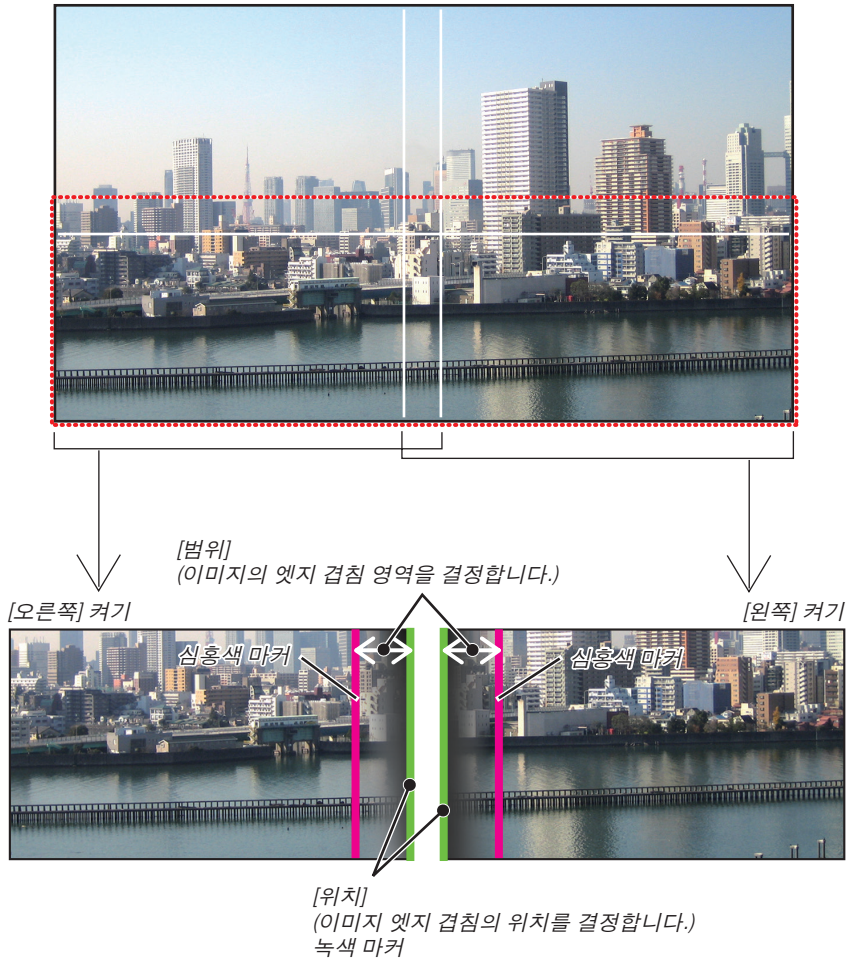 [범위]
(이미지의 엣지 겹침 영역을 결정합니다.)
[오른쪽] 켜기
[왼쪽] 켜기
심홍색 마커
심홍색 마커
[위치]
(이미지 엣지 겹침의 위치를 결정합니다.)
녹색 마커